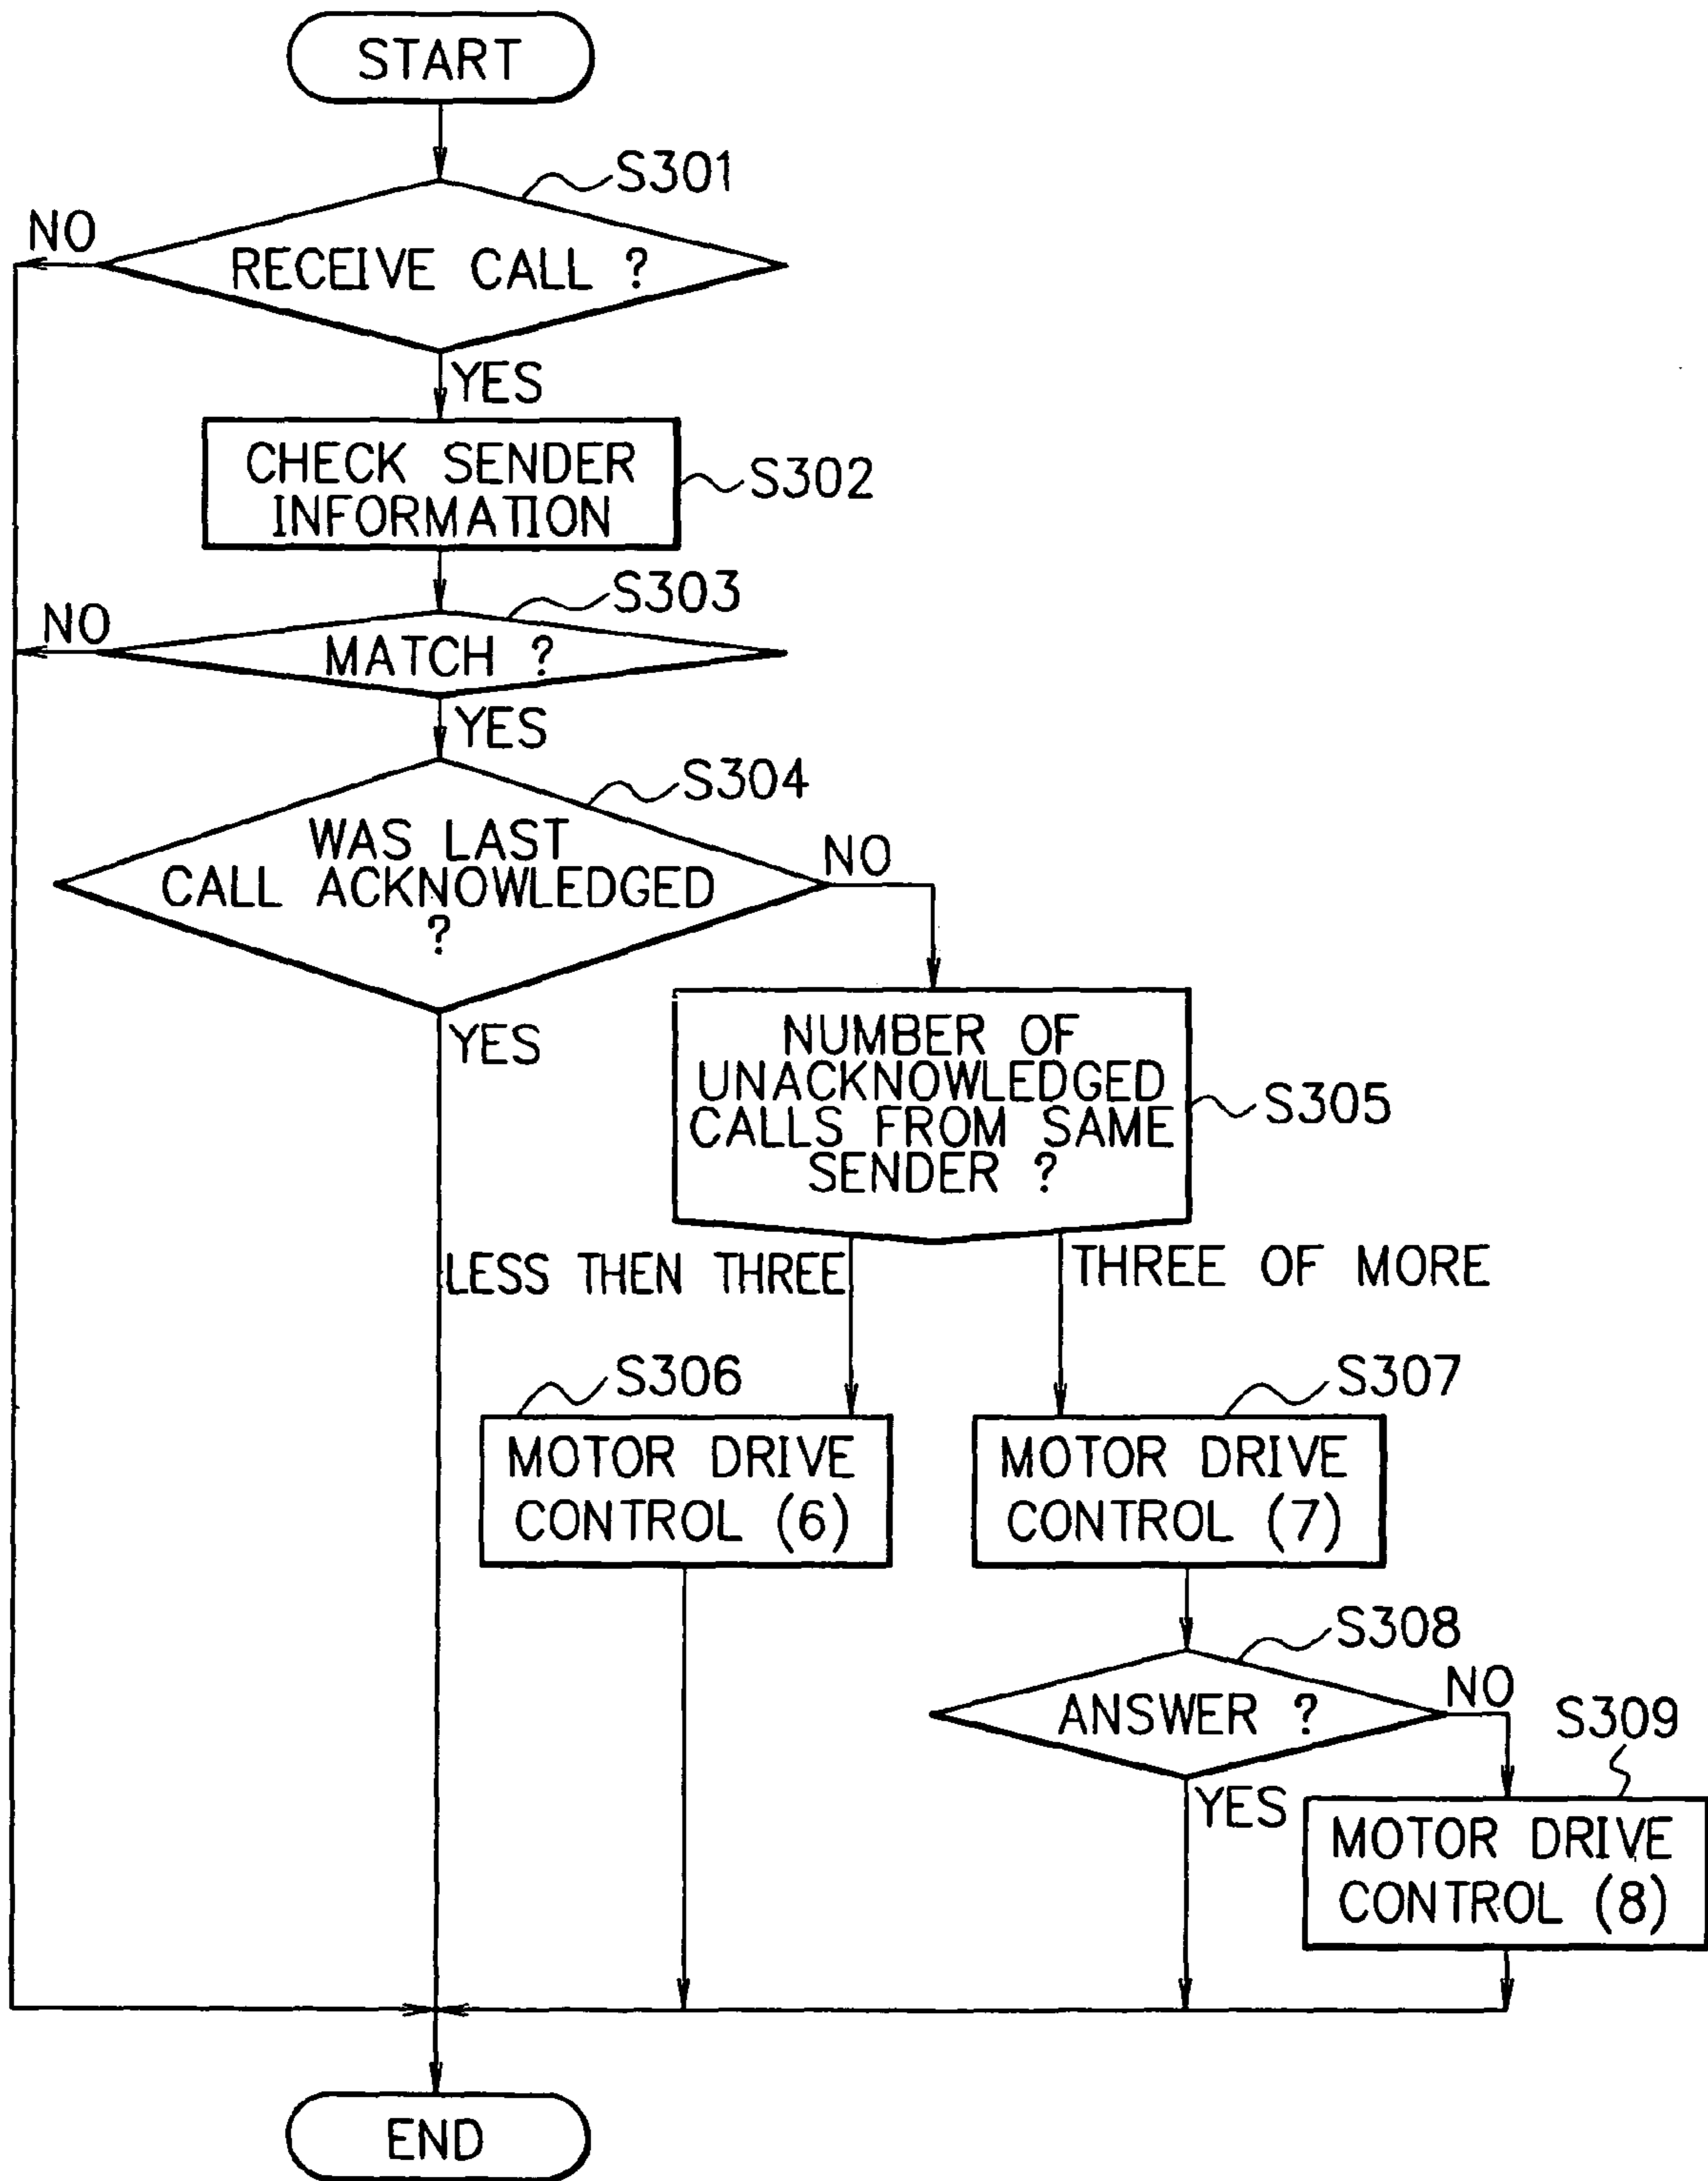 START
S301
NO
RECEIVE CALL ?
YES
CHECK SENDER
INFORMATION
S302
S303
NO
MATCH ?
YES
S304
WAS LAST
CALL ACKNOWLEDGED
?
NO
YES
NUMBER OF
UNACKNOWLEDGED
CALLS FROM SAME
SENDER ?
S305
LESS THEN THREE
THREE OF MORE
S306
MOTOR DRIVE
CONTROL (6)
S307
MOTOR DRIVE
CONTROL (7)
S308
ANSWER ?
NO
YES
S309
MOTOR DRIVE
CONTROL (8)
END